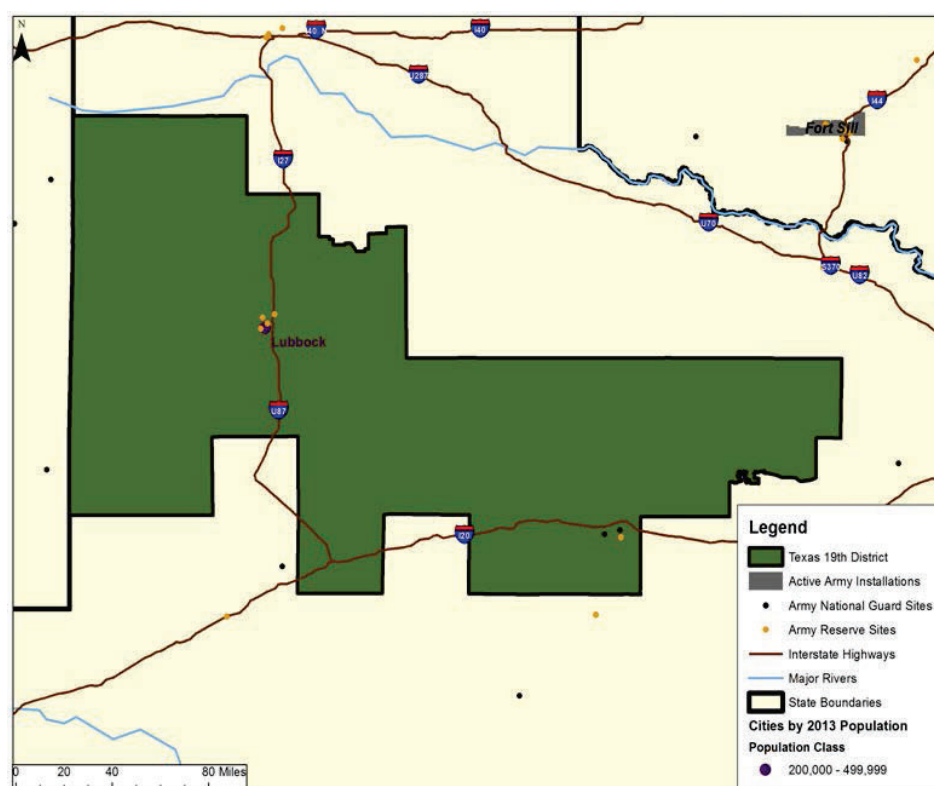 N
I40
I40
U287
I44
Fort Sill
I27
U70
S370
U82
Lubbock
U87
I20
Legend
Texas 19th District
Active Army Installations
Army National Guard Sites
Army Reserve Sites
Interstate Highways
Major Rivers
State Boundaries
Cities by 2013 Population
Population Class
200,000 - 499,999
0 20 40 80 Miles